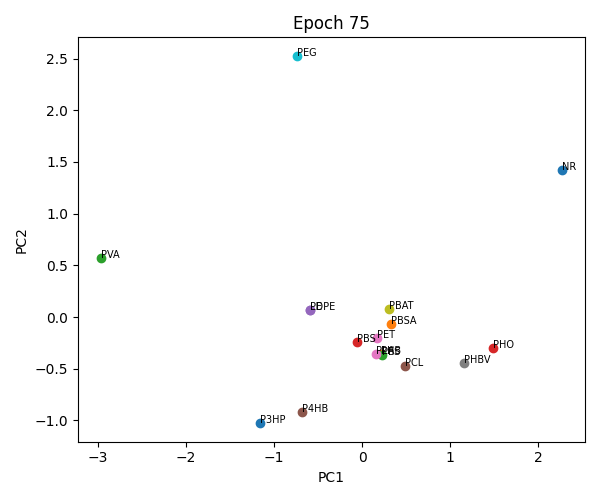 Epoch 75
PEG
NR
PVA
PBAT
PBSA
PBS
PET
PHO
PCL
PHBV
P4HB
P3HP
PC2
PC1
2.5
2.0
1.5
1.0
0.5
0.0
−0.5
−1.0
−3
−2
−1
0
1
2